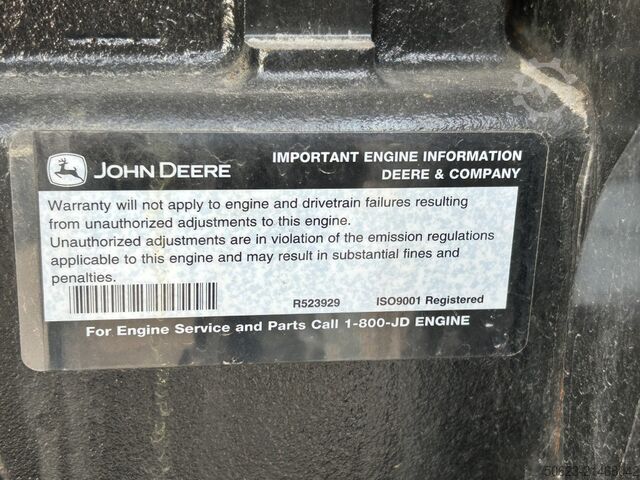 JOHN DEERE
IMPORTANT ENGINE INFORMATION
DEERE & COMPANY
Warranty will not apply to engine and drivetrain failures resulting
from unauthorized adjustments to this engine.
Unauthorized adjustments are in violation of the emission regulations
applicable to this engine and may result in substantial fines and
penalties.
R523929 ISO9001 Registered
For Engine Service and Parts Call 1-800-JD ENGINE